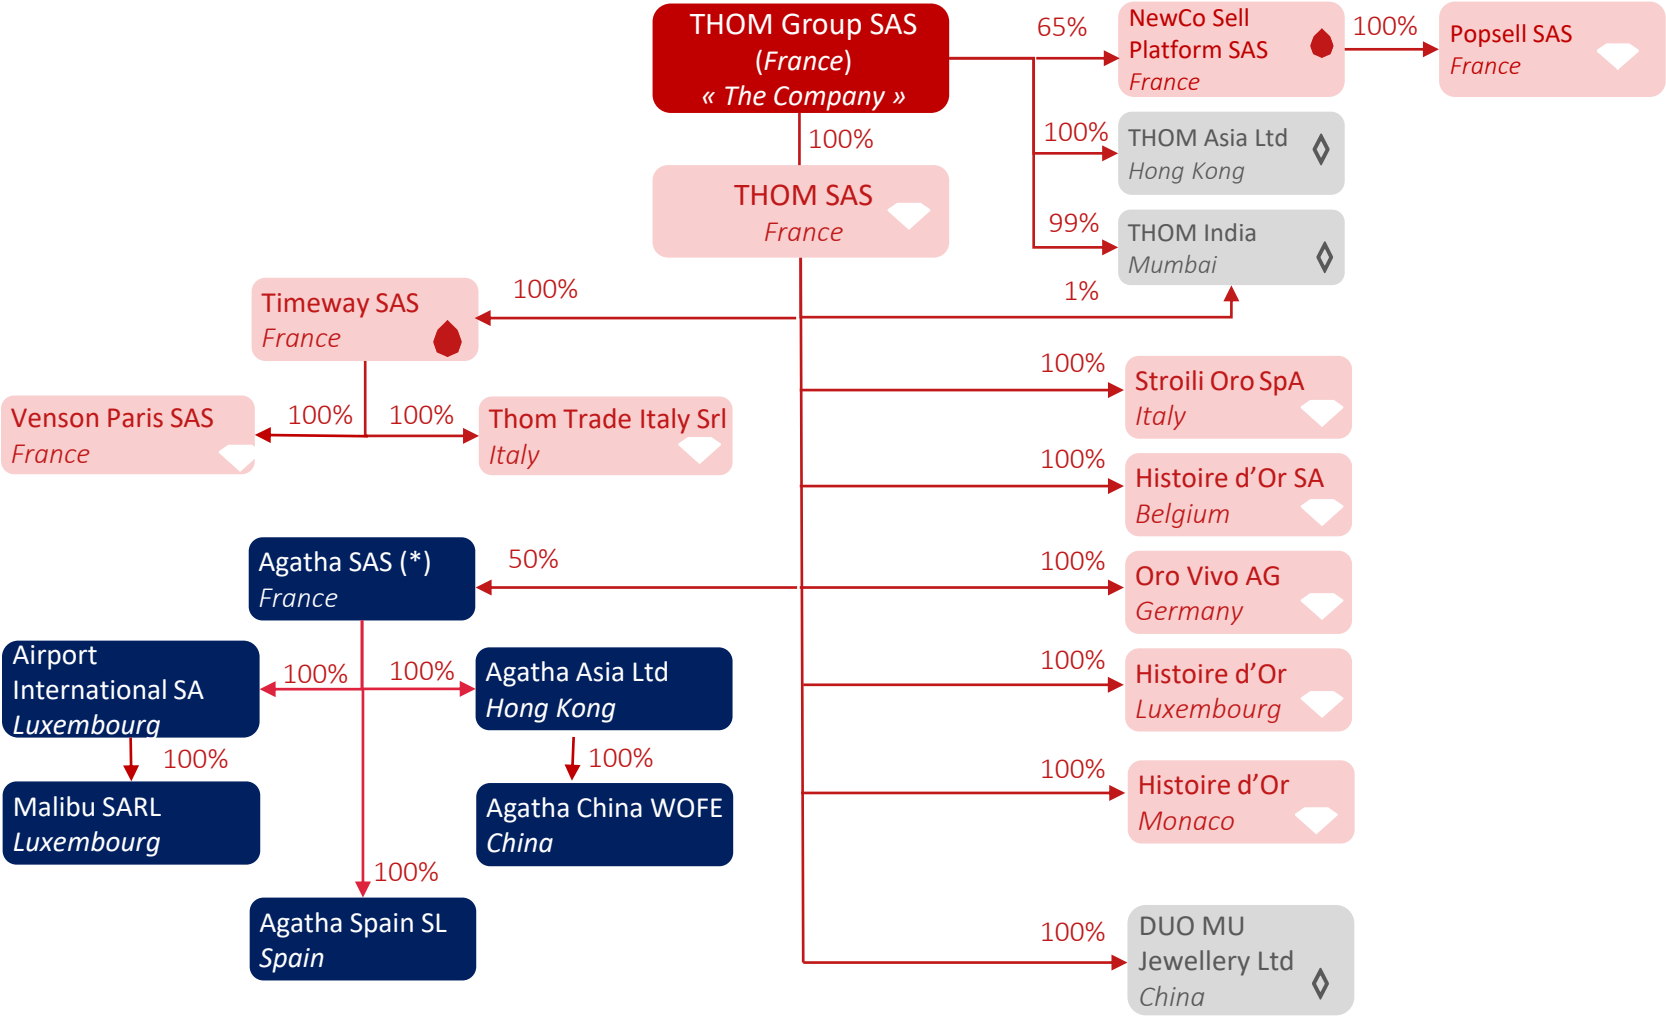 THOM Group SAS
(France)
« The Company »
65%
NewCo Sell
Platform SAS
France
100%
Popsell SAS
France
100%
THOM Asia Ltd
Hong Kong
100%
THOM SAS
France
99%
THOM India
Mumbai
1%
100%
Timeway SAS
France
100%
100%
Venson Paris SAS
France
Thom Trade Italy Srl
Italy
100%
Stroili Oro SpA
Italy
100%
Histoire d’Or SA
Belgium
50%
Agatha SAS (*)
France
100%
Oro Vivo AG
Germany
Airport
International SA
Luxembourg
100%
100%
Agatha Asia Ltd
Hong Kong
100%
Histoire d’Or
Luxembourg
100%
100%
Malibu SARL
Luxembourg
Agatha China WOFE
China
100%
Histoire d’Or
Monaco
100%
Agatha Spain SL
Spain
100%
DUO MU
Jewellery Ltd
China